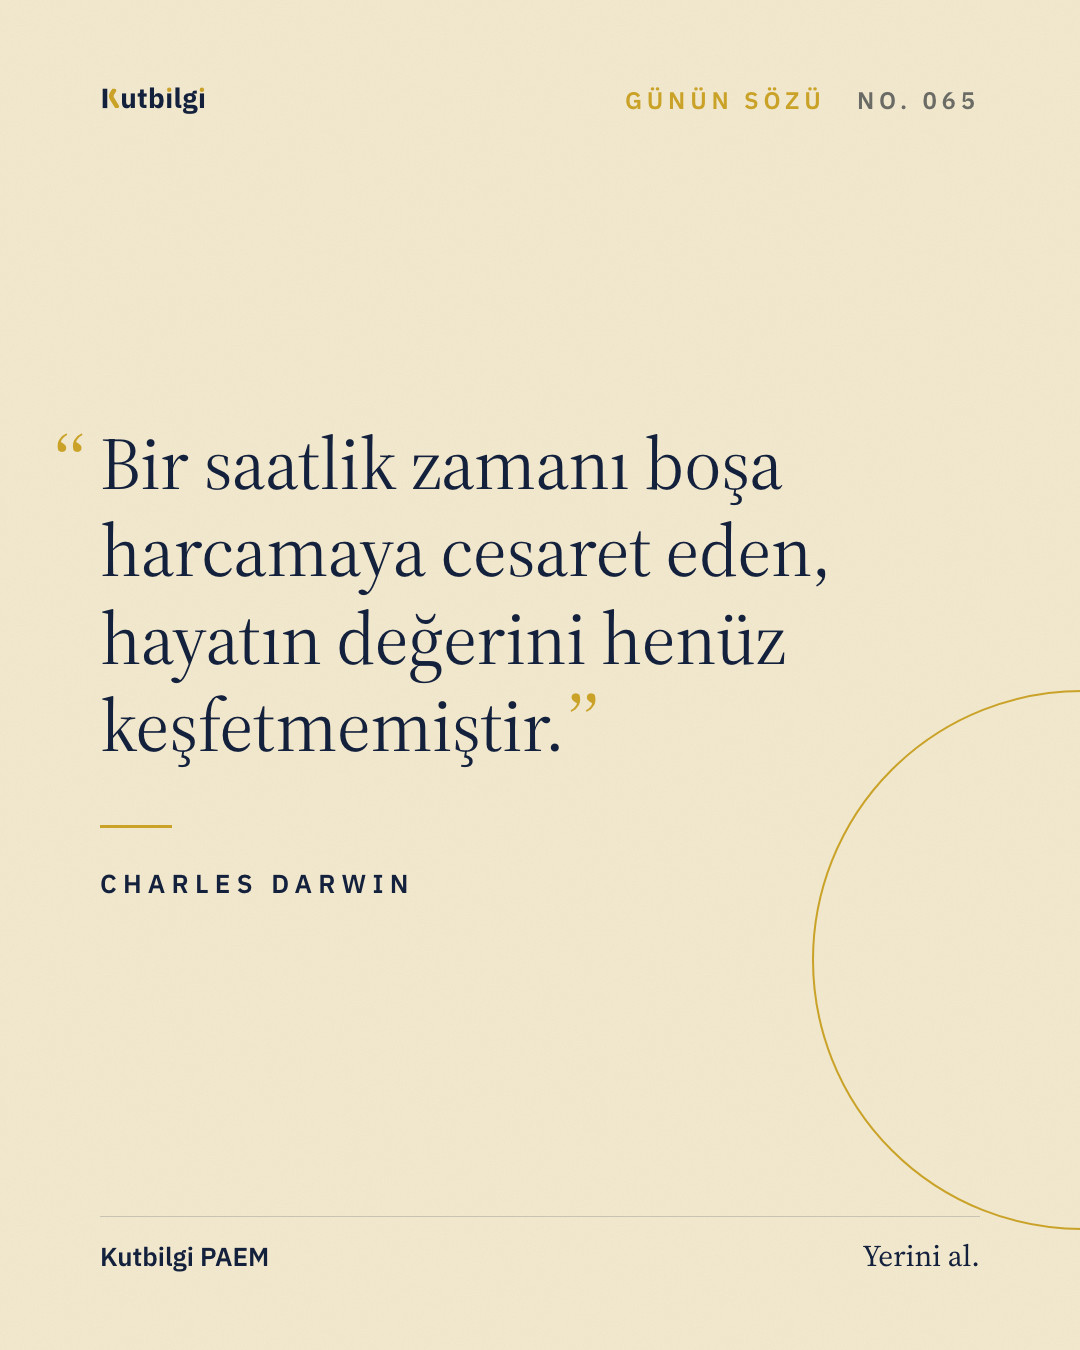 Kutbilgi
GÜNÜN SÖZÜ NO. 065
“Bir saatlik zamanı boşa
harcamaya cesaret eden,
hayatın değerini henüz
keşfetmemiştir.”
CHARLES DARWIN
Kutbilgi PAEM
Yerini al.